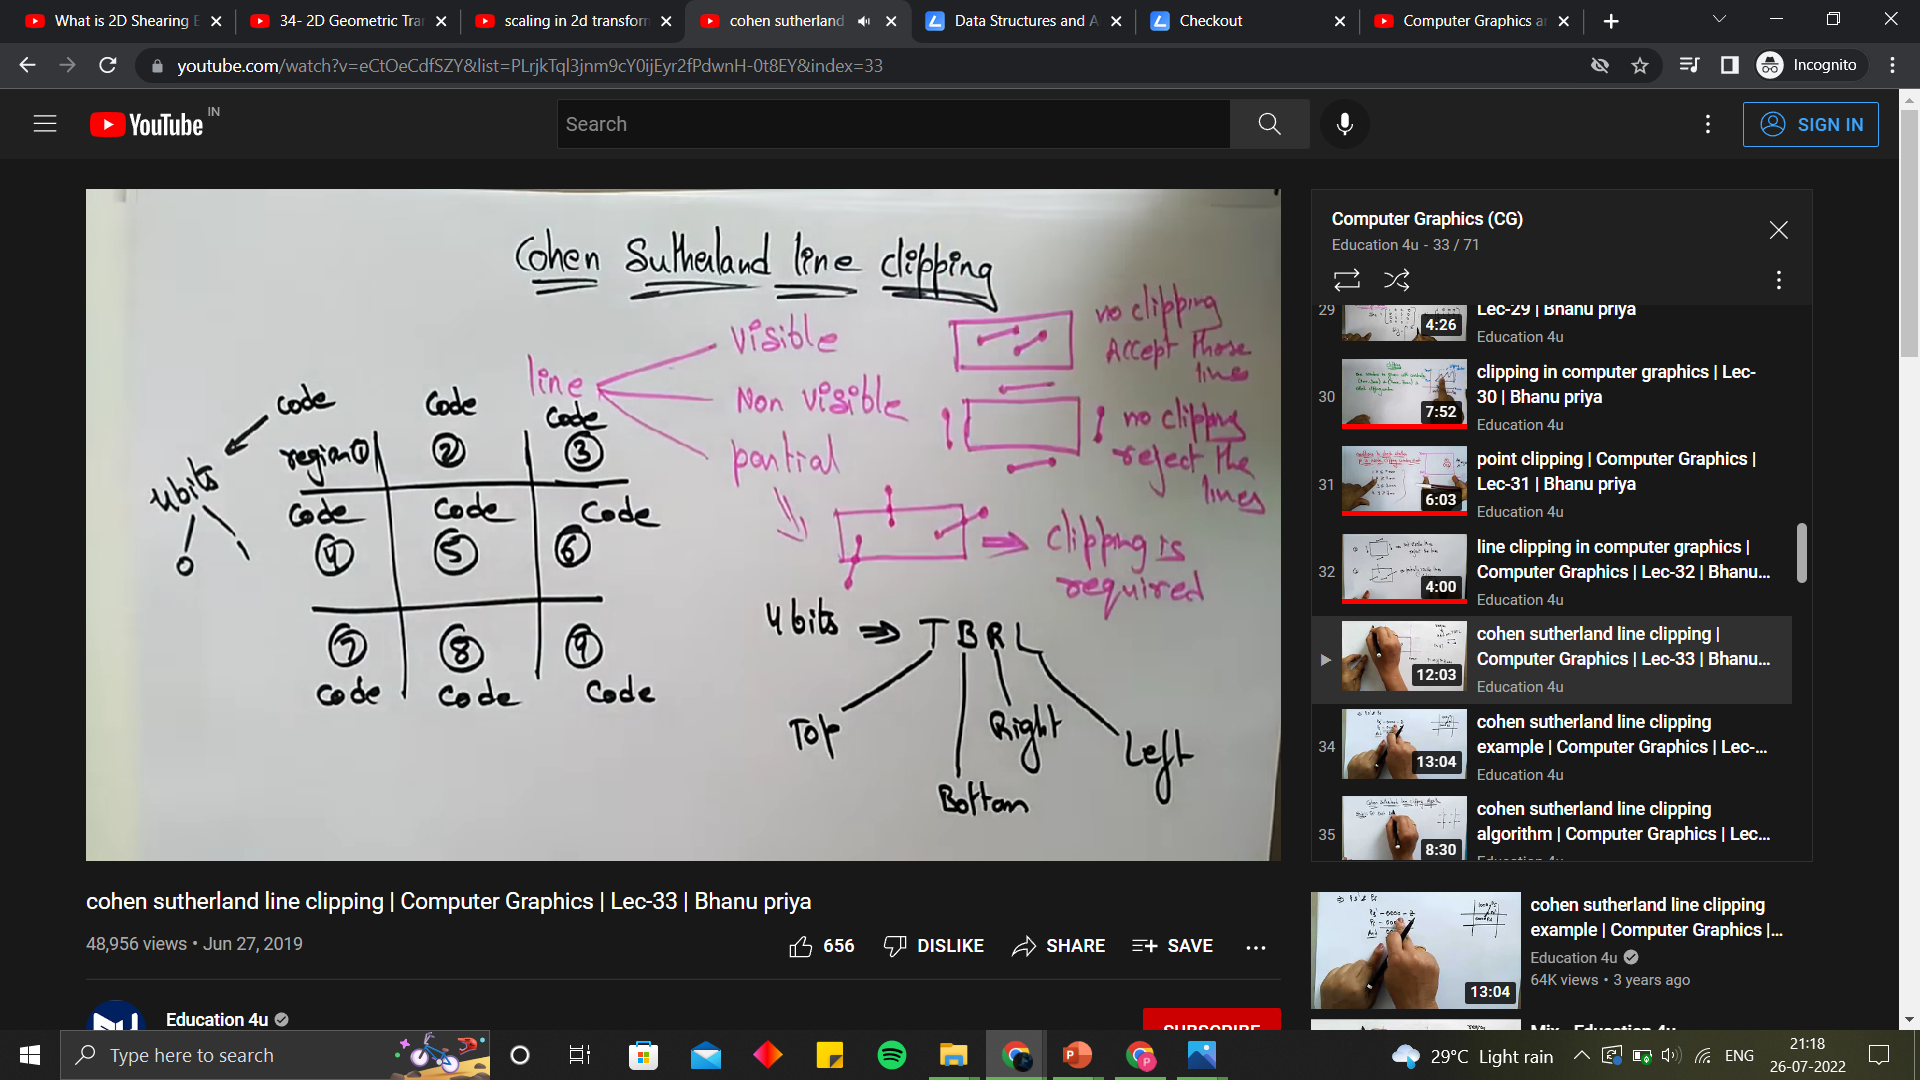 What is 2D Shearing
34- 2D Geometric Tra
scaling in 2d transforn
cohen sutherland
Data Structures and A
Checkout
Computer Graphics a
youtube.com/watch?v=eCtOeCdfSZY&list=PLrjkTql3jnm9cY0ijEyr2fPdwnH-0t8EY&index=33
Incognito
YouTube IN
Search
SIGN IN
Cohen Sutherland line clipping
line
visible
Non visible
partial
no clipping
Accept those
lines
no clipping
reject the
lines
Clipping is
required
code
Code
Code
4bits
0
1
region ①
②
③
Code
Code
Code
④
⑤
⑥
⑦
⑧
⑨
Code
Code
Code
4 bits ⇒ T B R L
Top
Bottom
Right
Left
Computer Graphics (CG)
Education 4u - 33 / 71
29
4:26
Lec-29 | Bhanu priya
Education 4u
30
7:52
clipping in computer graphics | Lec-
30 | Bhanu priya
Education 4u
31
6:03
point clipping | Computer Graphics |
Lec-31 | Bhanu priya
Education 4u
32
4:00
line clipping in computer graphics |
Computer Graphics | Lec-32 | Bhanu...
Education 4u
12:03
cohen sutherland line clipping |
Computer Graphics | Lec-33 | Bhanu...
Education 4u
34
13:04
cohen sutherland line clipping
example | Computer Graphics | Lec-...
Education 4u
35
8:30
cohen sutherland line clipping
algorithm | Computer Graphics | Lec...
cohen sutherland line clipping | Computer Graphics | Lec-33 | Bhanu priya
48,956 views • Jun 27, 2019
656
DISLIKE
SHARE
SAVE
Education 4u
SUBSCRIBE
13:04
cohen sutherland line clipping
example | Computer Graphics |...
Education 4u
64K views • 3 years ago
Mix - Education 4u
Type here to search
29°C Light rain
ENG
21:18
26-07-2022